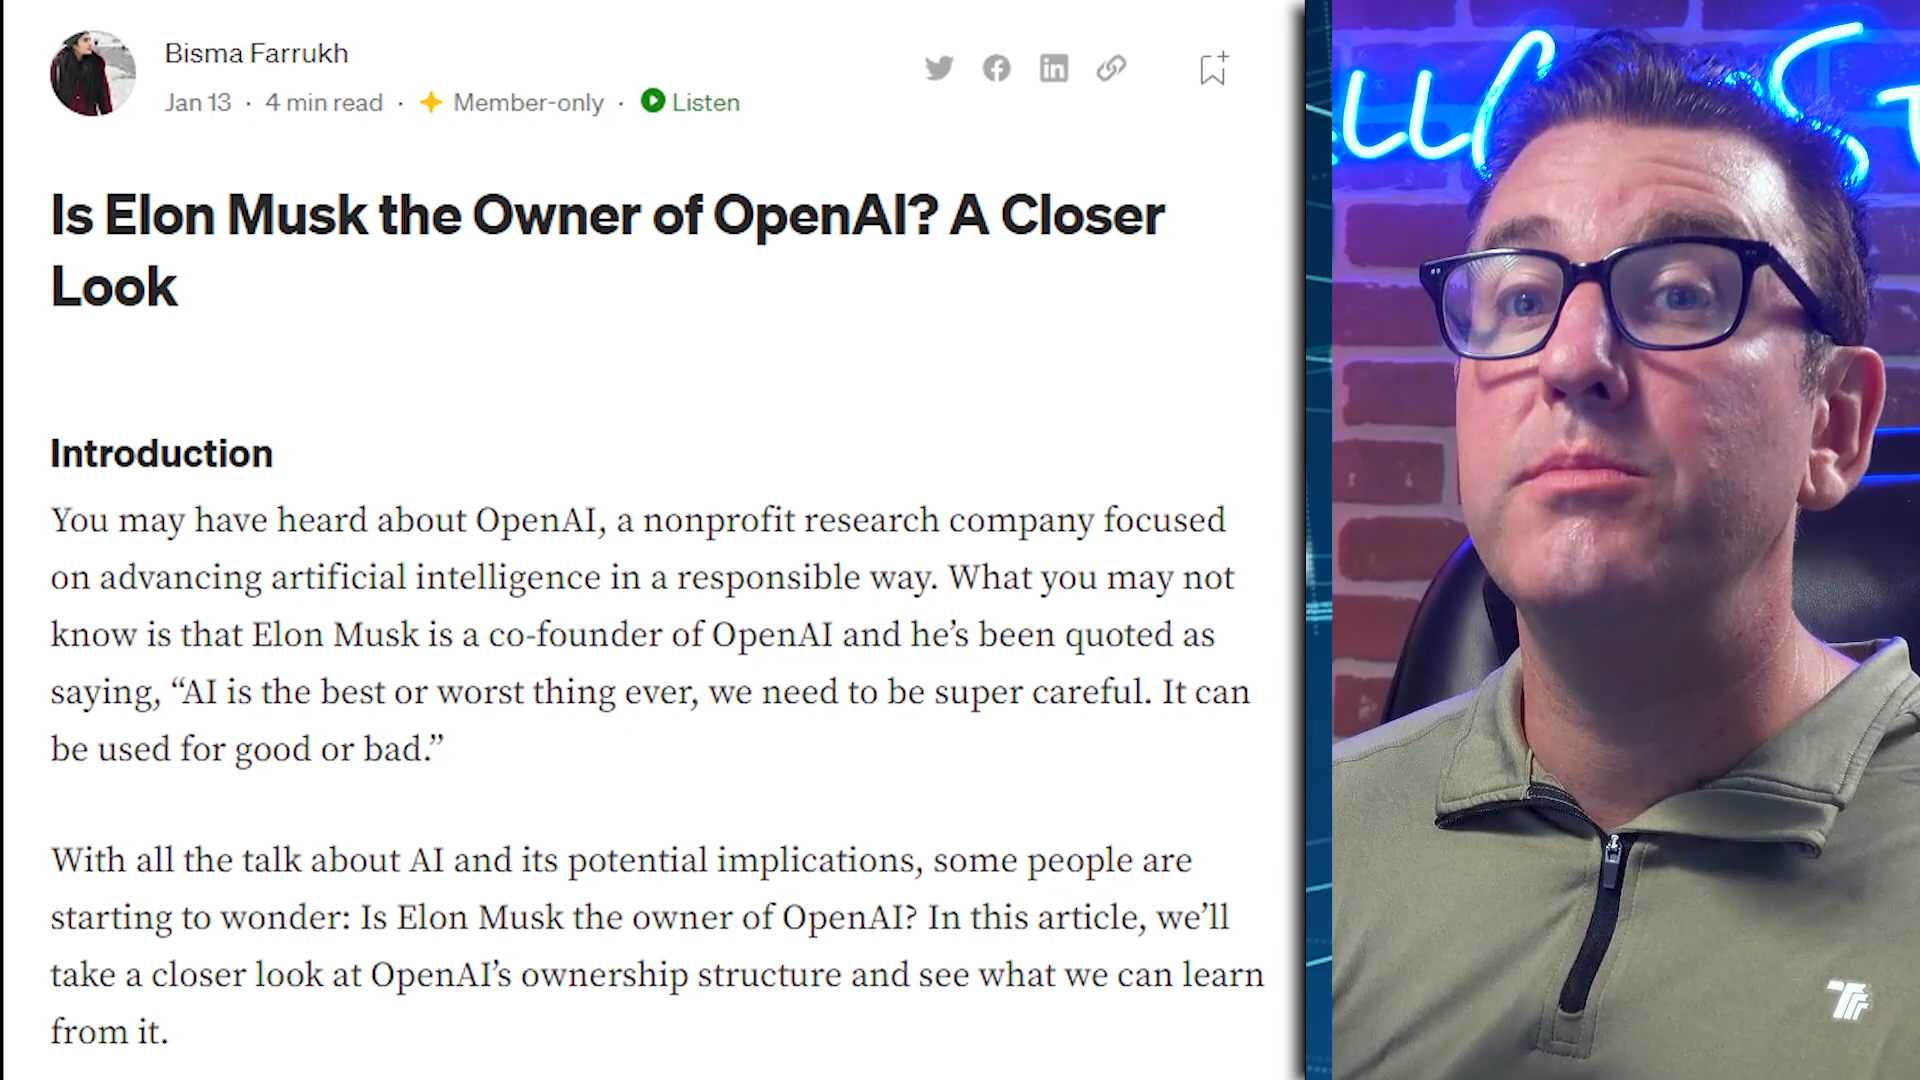 Bisma Farrukh
Jan 13 · 4 min read · Member-only · Listen
Is Elon Musk the Owner of OpenAI? A Closer
Look
Introduction
You may have heard about OpenAI, a nonprofit research company focused
on advancing artificial intelligence in a responsible way. What you may not
know is that Elon Musk is a co-founder of OpenAI and he’s been quoted as
saying, “AI is the best or worst thing ever, we need to be super careful. It can
be used for good or bad.”
With all the talk about AI and its potential implications, some people are
starting to wonder: Is Elon Musk the owner of OpenAI? In this article, we’ll
take a closer look at OpenAI’s ownership structure and see what we can learn
from it.